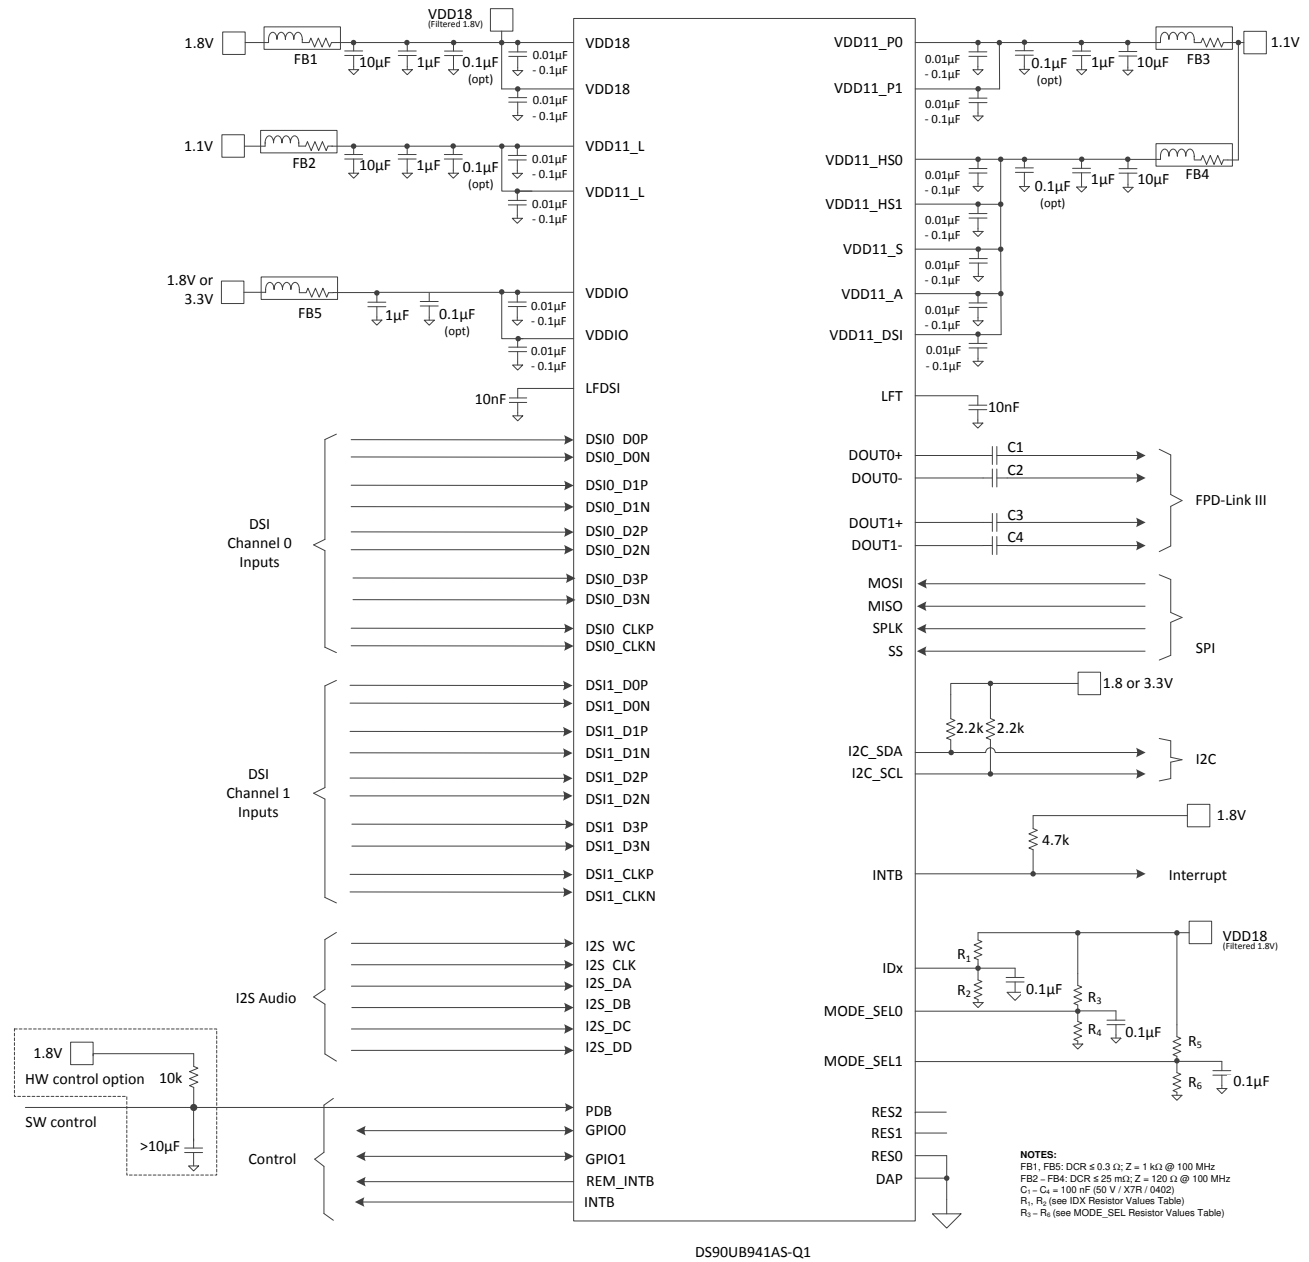 VDD18
(Filtered 1.8V)
1.8V
FB1
10µF
1µF
0.1µF
(opt)
0.01µF
- 0.1µF
VDD18
0.01µF
- 0.1µF
VDD18
1.1V
FB2
10µF
1µF
0.1µF
(opt)
0.01µF
- 0.1µF
VDD11_L
0.01µF
- 0.1µF
VDD11_L
1.8V or
3.3V
FB5
1µF
0.1µF
(opt)
0.01µF
- 0.1µF
VDDIO
0.01µF
- 0.1µF
VDDIO
10nF
LFDSI
DSI
Channel 0
Inputs
DSI0_D0P
DSI0_D0N
DSI0_D1P
DSI0_D1N
DSI0_D2P
DSI0_D2N
DSI0_D3P
DSI0_D3N
DSI0_CLKP
DSI0_CLKN
DSI
Channel 1
Inputs
DSI1_D0P
DSI1_D0N
DSI1_D1P
DSI1_D1N
DSI1_D2P
DSI1_D2N
DSI1_D3P
DSI1_D3N
DSI1_CLKP
DSI1_CLKN
I2S Audio
I2S_WC
I2S_CLK
I2S_DA
I2S_DB
I2S_DC
I2S_DD
1.8V
HW control option
10k
SW control
>10µF
Control
PDB
GPIO0
GPIO1
REM_INTB
INTB
VDD11_P0
0.01µF
- 0.1µF
0.1µF
(opt)
1µF
10µF
FB3
1.1V
VDD11_P1
0.01µF
- 0.1µF
VDD11_HS0
0.01µF
- 0.1µF
0.1µF
(opt)
1µF
10µF
FB4
VDD11_HS1
0.01µF
- 0.1µF
VDD11_S
0.01µF
- 0.1µF
VDD11_A
0.01µF
- 0.1µF
VDD11_DSI
0.01µF
- 0.1µF
LFT
10nF
DOUT0+
C1
DOUT0-
C2
DOUT1+
C3
DOUT1-
C4
FPD-Link III
MOSI
MISO
SPLK
SS
SPI
1.8 or 3.3V
2.2k
2.2k
I2C_SDA
I2C_SCL
I2C
1.8V
4.7k
INTB
Interrupt
VDD18
(Filtered 1.8V)
IDx
R1
R2
0.1µF
MODE_SEL0
R3
R4
0.1µF
MODE_SEL1
R5
R6
0.1µF
RES2
RES1
RES0
DAP
NOTES:
FB1, FB5: DCR ≤ 0.3 Ω; Z = 1 kΩ @ 100 MHz
FB2 – FB4: DCR ≤ 25 mΩ; Z = 120 Ω @ 100 MHz
C1 – C4 = 100 nF (50 V / X7R / 0402)
R1, R2 (see IDX Resistor Values Table)
R3 – R6 (see MODE_SEL Resistor Values Table)
DS90UB941AS-Q1